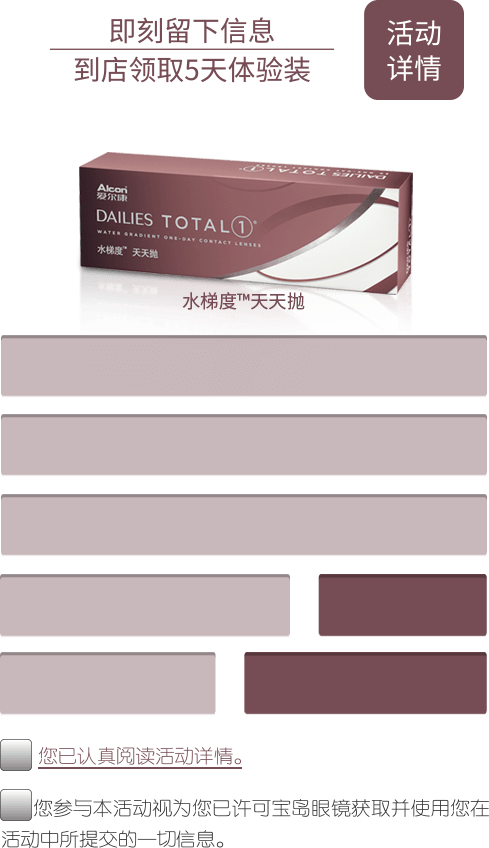 即刻留下信息
到店领取5天体验装
活动
详情
DAILIES TOTAL
Alcon
爱尔康
DAILIES TOTAL 1®
WATER GRADIENT ONE-DAY CONTACT LENSES
水梯度™ 天天抛
水梯度™天天抛
您已认真阅读活动详情。
您参与本活动视为您已许可宝岛眼镜获取并使用您在
活动中所提交的一切信息。